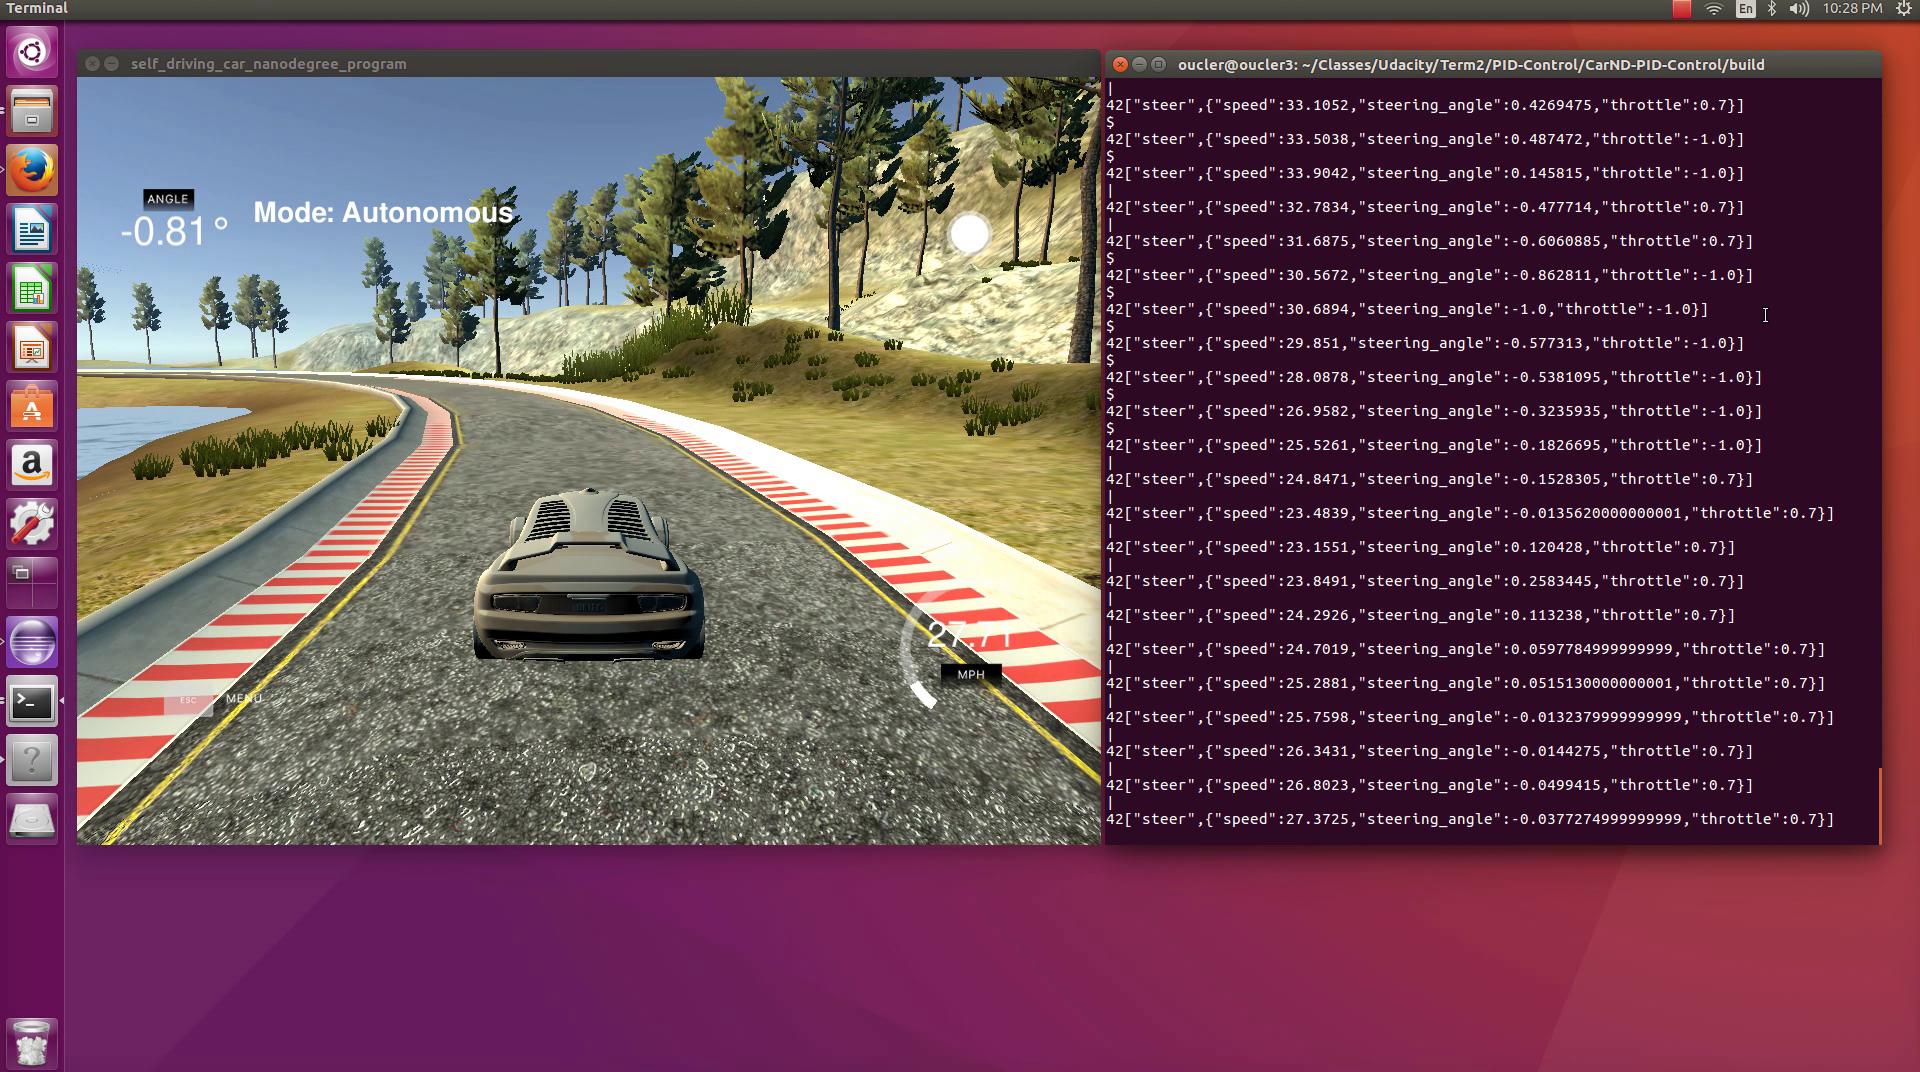 Terminal
En
10:28 PM
self_driving_car_nanodegree_program
ANGLE
-0.81°
Mode: Autonomous
27.71
MPH
ESC
MENU
oucler@oucler3: ~/Classes/Udacity/Term2/PID-Control/CarND-PID-Control/build
|
42["steer",{"speed":33.1052,"steering_angle":0.4269475,"throttle":0.7}]
$
42["steer",{"speed":33.5038,"steering_angle":0.487472,"throttle":-1.0}]
$
42["steer",{"speed":33.9042,"steering_angle":0.145815,"throttle":-1.0}]
|
42["steer",{"speed":32.7834,"steering_angle":-0.477714,"throttle":0.7}]
|
42["steer",{"speed":31.6875,"steering_angle":-0.6060885,"throttle":0.7}]
$
42["steer",{"speed":30.5672,"steering_angle":-0.862811,"throttle":-1.0}]
$
42["steer",{"speed":30.6894,"steering_angle":-1.0,"throttle":-1.0}]
$
42["steer",{"speed":29.851,"steering_angle":-0.577313,"throttle":-1.0}]
$
42["steer",{"speed":28.0878,"steering_angle":-0.5381095,"throttle":-1.0}]
$
42["steer",{"speed":26.9582,"steering_angle":-0.3235935,"throttle":-1.0}]
$
42["steer",{"speed":25.5261,"steering_angle":-0.1826695,"throttle":-1.0}]
|
42["steer",{"speed":24.8471,"steering_angle":-0.1528305,"throttle":0.7}]
|
42["steer",{"speed":23.4839,"steering_angle":-0.0135620000000001,"throttle":0.7}]
|
42["steer",{"speed":23.1551,"steering_angle":0.120428,"throttle":0.7}]
|
42["steer",{"speed":23.8491,"steering_angle":0.2583445,"throttle":0.7}]
|
42["steer",{"speed":24.2926,"steering_angle":0.113238,"throttle":0.7}]
|
42["steer",{"speed":24.7019,"steering_angle":0.0597784999999999,"throttle":0.7}]
|
42["steer",{"speed":25.2881,"steering_angle":0.0515130000000001,"throttle":0.7}]
|
42["steer",{"speed":25.7598,"steering_angle":-0.0132379999999999,"throttle":0.7}]
|
42["steer",{"speed":26.3431,"steering_angle":-0.0144275,"throttle":0.7}]
|
42["steer",{"speed":26.8023,"steering_angle":-0.0499415,"throttle":0.7}]
|
42["steer",{"speed":27.3725,"steering_angle":-0.0377274999999999,"throttle":0.7}]